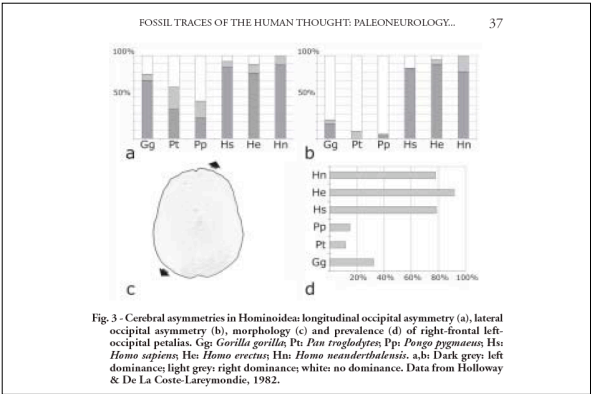 FOSSIL TRACES OF THE HUMAN THOUGHT: PALEONEUROLOGY... 37
100% 100%
50% 50%
Gg Pt Pp Hs He Hn Gg Pt Pp Hs He Hn
a b
Hn
He
Hs
Pp
Pt
Gg
20% 40% 60% 80% 100%
c d
Fig. 3 - Cerebral asymmetries in Hominoidea: longitudinal occipital asymmetry (a), lateral
occipital asymmetry (b), morphology (c) and prevalence (d) of right-frontal left-
occipital petalias. Gg: Gorilla gorilla; Pt: Pan troglodytes; Pp: Pongo pygmaeus; Hs:
Homo sapiens; He: Homo erectus; Hn: Homo neanderthalensis. a,b: Dark grey: left
dominance; light grey: right dominance; white: no dominance. Data from Holloway
& De La Coste-Lareymondie, 1982.